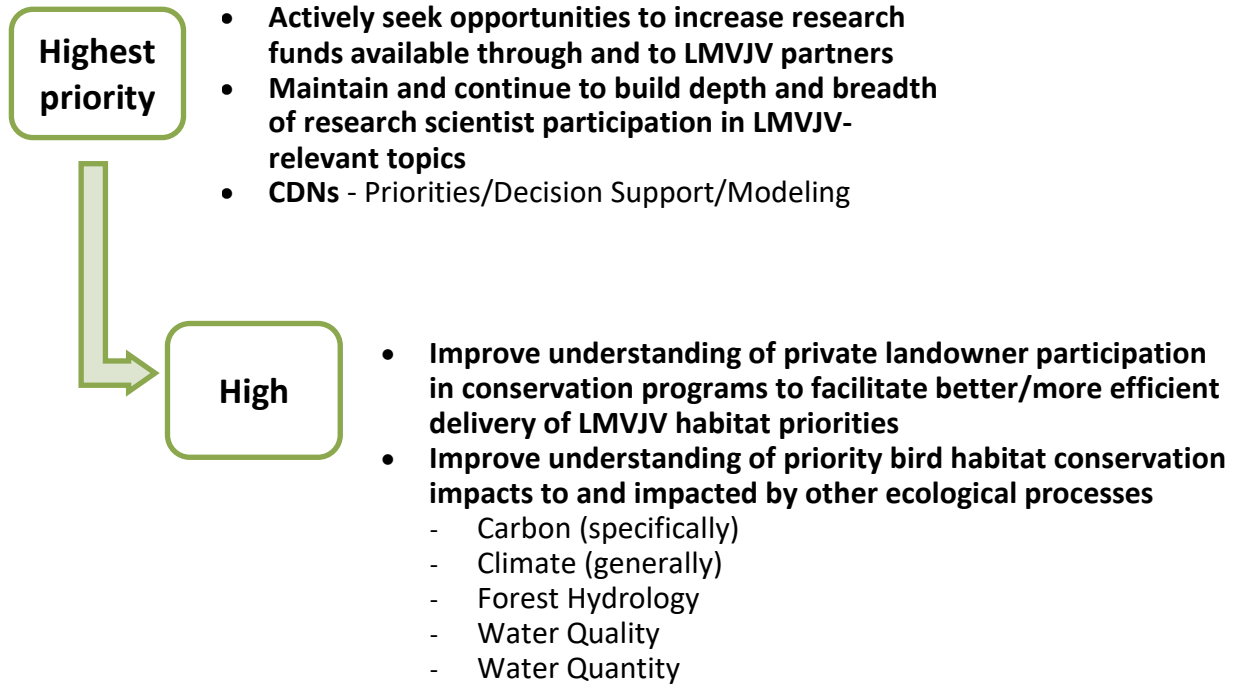 Highest
priority
• Actively seek opportunities to increase research
funds available through and to LMVJV partners
• Maintain and continue to build depth and breadth
of research scientist participation in LMVJV-
relevant topics
• CDNs - Priorities/Decision Support/Modeling
High
• Improve understanding of private landowner participation
in conservation programs to facilitate better/more efficient
delivery of LMVJV habitat priorities
• Improve understanding of priority bird habitat conservation
impacts to and impacted by other ecological processes
- Carbon (specifically)
- Climate (generally)
- Forest Hydrology
- Water Quality
- Water Quantity